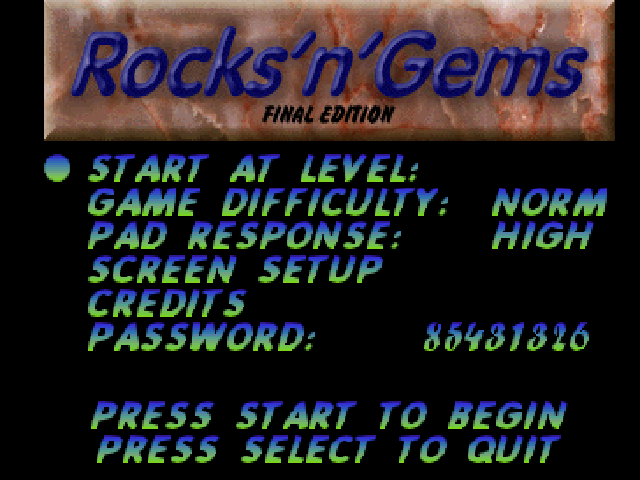 Rocks'n'Gems
FINAL EDITION
START AT LEVEL:
GAME DIFFICULTY: NORM
PAD RESPONSE: HIGH
SCREEN SETUP
CREDITS
PASSWORD: 85431326
PRESS START TO BEGIN
PRESS SELECT TO QUIT